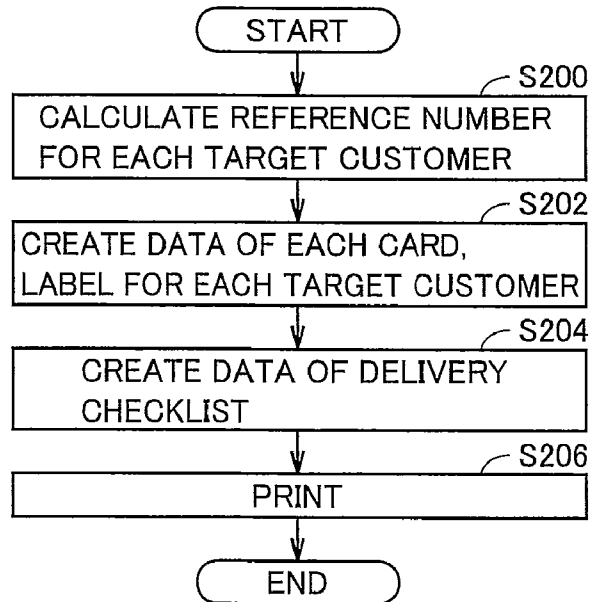 START
S200
CALCULATE REFERENCE NUMBER
FOR EACH TARGET CUSTOMER
S202
CREATE DATA OF EACH CARD,
LABEL FOR EACH TARGET CUSTOMER
S204
CREATE DATA OF DELIVERY
CHECKLIST
S206
PRINT
END